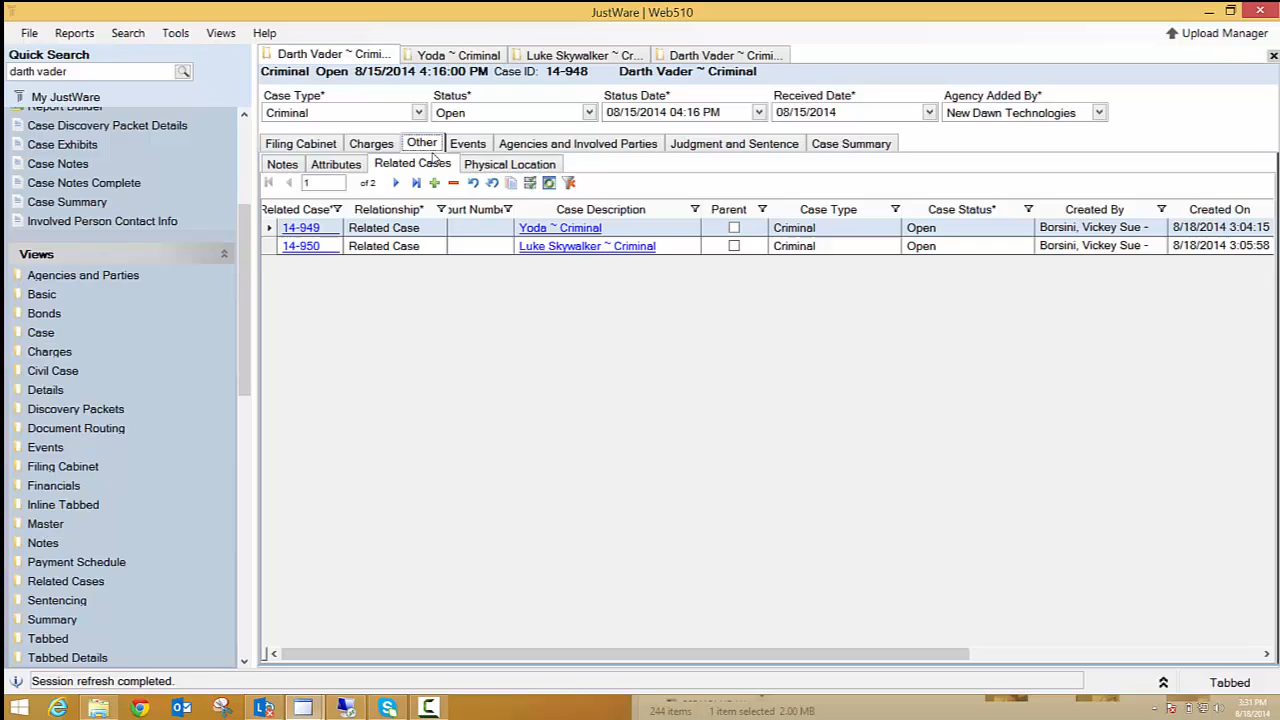 JustWare | Web510
File Reports Search Tools Views Help
Upload Manager
Quick Search
darth vader
My JustWare
Report Builder
Case Discovery Packet Details
Case Exhibits
Case Notes
Case Notes Complete
Case Summary
Involved Person Contact Info
Views
Agencies and Parties
Basic
Bonds
Case
Charges
Civil Case
Details
Discovery Packets
Document Routing
Events
Filing Cabinet
Financials
Inline Tabbed
Master
Notes
Payment Schedule
Related Cases
Sentencing
Summary
Tabbed
Tabbed Details
Darth Vader ~ Crimi... Yoda ~ Criminal Luke Skywalker ~ Cr... Darth Vader ~ Crimi...
Criminal Open 8/15/2014 4:16:00 PM Case ID: 14-948 Darth Vader ~ Criminal
Case Type* Status* Status Date* Received Date* Agency Added By*
Criminal Open 08/15/2014 04:16 PM 08/15/2014 New Dawn Technologies
Filing Cabinet Charges Other Events Agencies and Involved Parties Judgment and Sentence Case Summary
Notes Attributes Related Cases Physical Location
1 of 2
Related Case* Relationship* ourt Number Case Description Parent Case Type Case Status* Created By Created On
14-949 Related Case Yoda ~ Criminal Criminal Open Borsini, Vickey Sue - 8/18/2014 3:04:15
14-950 Related Case Luke Skywalker ~ Criminal Criminal Open Borsini, Vickey Sue - 8/18/2014 3:05:58
Session refresh completed.
Tabbed
244 items 1 item selected 2.00 MB
3:31 PM
8/18/2014